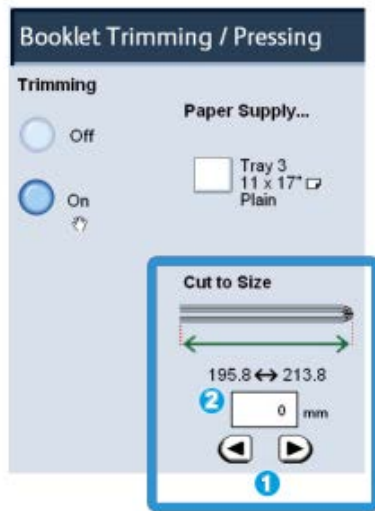 Booklet Trimming / Pressing
Trimming
Off
On
Paper Supply...
Tray 3
11 x 17"
Plain
Cut to Size
195.8 ↔ 213.8
2
0 mm
1